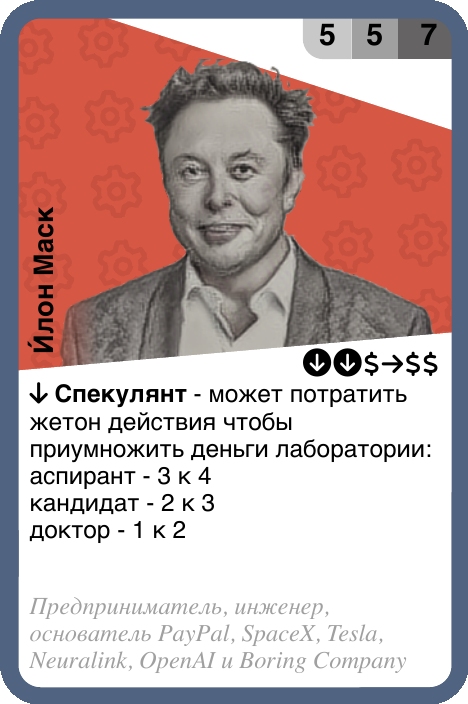 5 5 7
И́лон Маск
↓↓$→$$
↓ Спекулянт - может потратить
жетон действия чтобы
приумножить деньги лаборатории:
аспирант - 3 к 4
кандидат - 2 к 3
доктор - 1 к 2
Предприниматель, инженер,
основатель PayPal, SpaceX, Tesla,
Neuralink, OpenAI и Boring Company